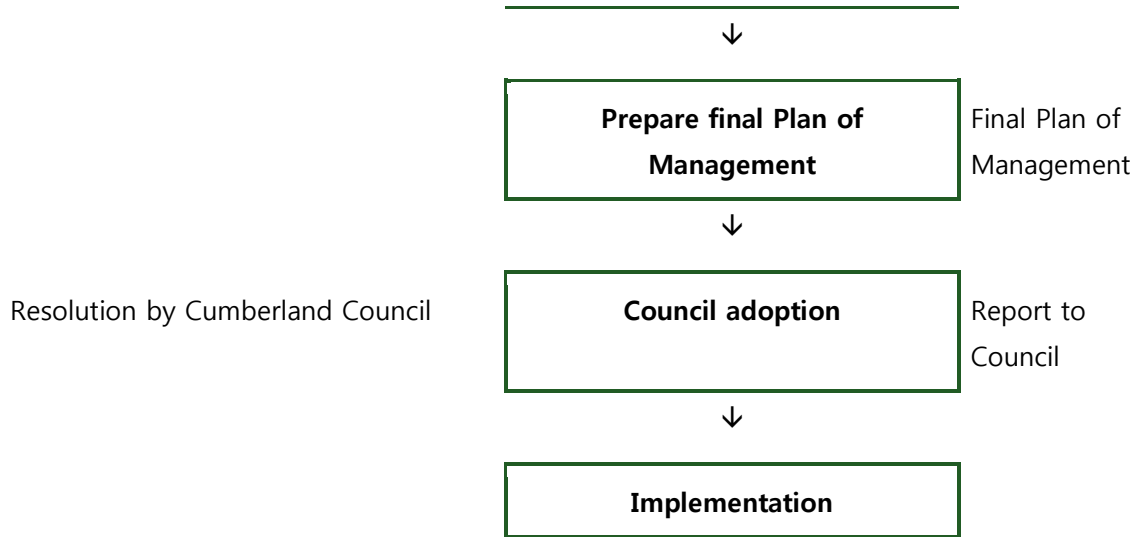 ↓
Prepare final Plan of
Management
Final Plan of
Management
↓
Resolution by Cumberland Council
Council adoption
Report to
Council
↓
Implementation